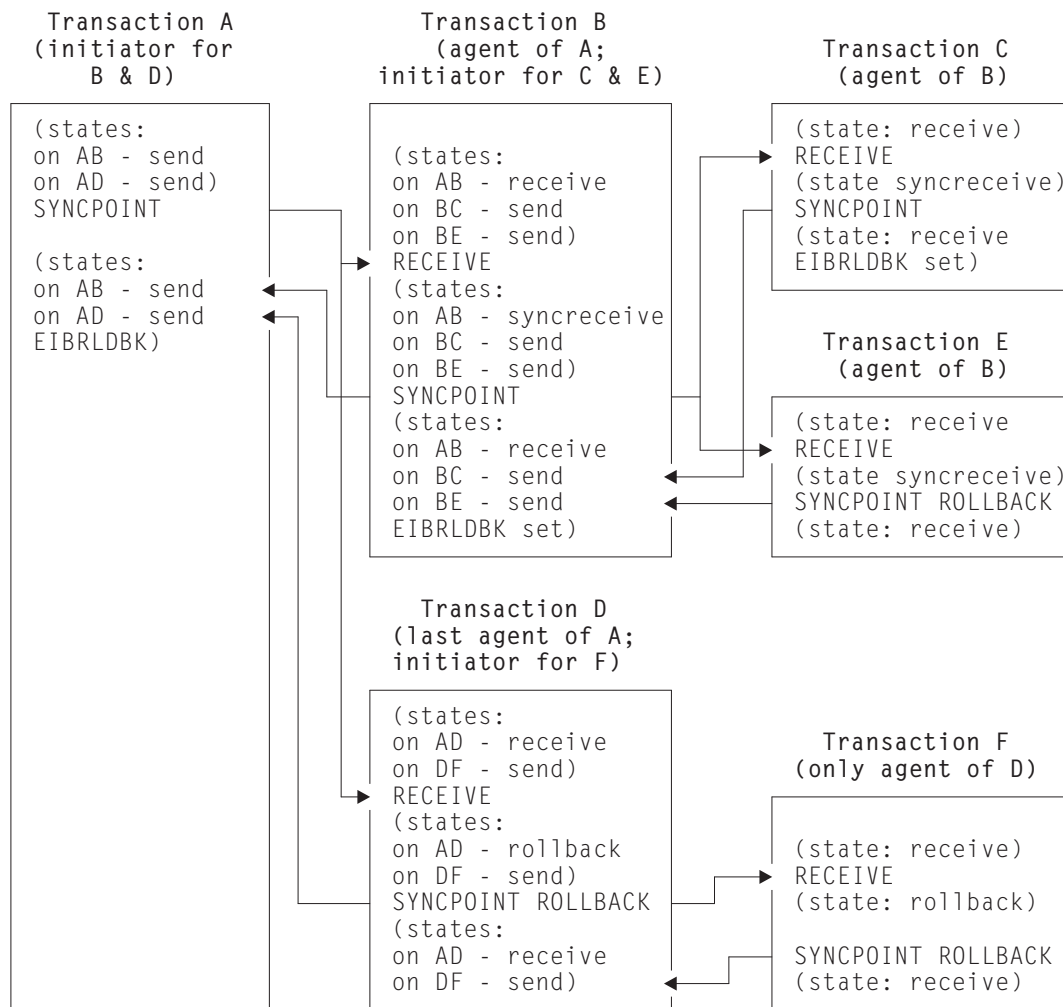 Transaction A
(initiator for
B & D)
(states:
on AB - send
on AD - send)
SYNCPOINT
(states:
on AB - send
on AD - send
EIBRLDBK)
Transaction B
(agent of A;
initiator for C & E)
(states:
on AB - receive
on BC - send
on BE - send)
RECEIVE
(states:
on AB - syncreceive
on BC - send
on BE - send)
SYNCPOINT
(states:
on AB - receive
on BC - send
on BE - send
EIBRLDBK set)
Transaction C
(agent of B)
(state: receive)
RECEIVE
(state syncreceive)
SYNCPOINT
(state: receive
EIBRLDBK set)
Transaction E
(agent of B)
(state: receive
RECEIVE
(state syncreceive)
SYNCPOINT ROLLBACK
(state: receive)
Transaction D
(last agent of A;
initiator for F)
(states:
on AD - receive
on DF - send)
RECEIVE
(states:
on AD - rollback
on DF - send)
SYNCPOINT ROLLBACK
(states:
on AD - receive
on DF - send)
Transaction F
(only agent of D)
(state: receive)
RECEIVE
(state: rollback)
SYNCPOINT ROLLBACK
(state: receive)